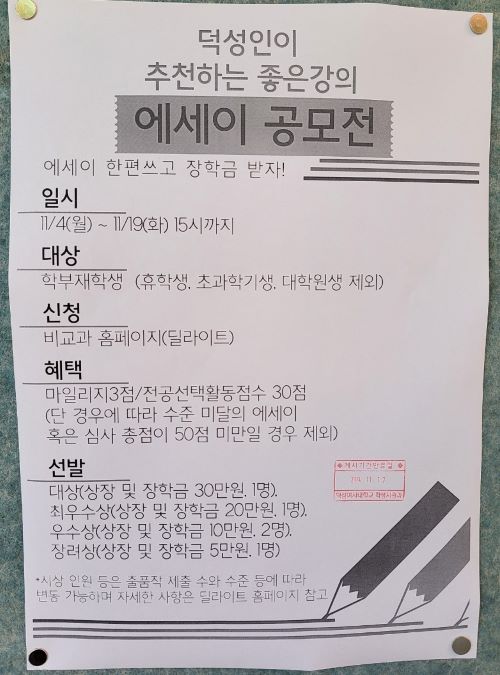 덕성인이
추천하는 좋은강의
에세이 공모전
에세이 한편쓰고 장학금 받자!
일시
11/4(월) ~ 11/19(화) 15시까지
대상
학부재학생 (휴학생, 초과학기생, 대학원생 제외)
신청
비교과 홈페이지(딜라이트)
혜택
마일리지3점/전공선택활동점수 30점
(단 경우에 따라 수준 미달의 에세이
혹은 심사 총점이 50점 미만일 경우 제외)
선발
대상(상장 및 장학금 30만원, 1명),
최우수상(상장 및 장학금 20만원, 1명),
우수상(상장 및 장학금 10만원, 2명),
장려상(상장 및 장학금 5만원, 1명)
*시상 인원 등은 출품작 제출 수와 수준 등에 따라
변동 가능하며 자세한 사항은 딜라이트 홈페이지 참고
게시기간만료일
덕성여자대학교 학생지원과